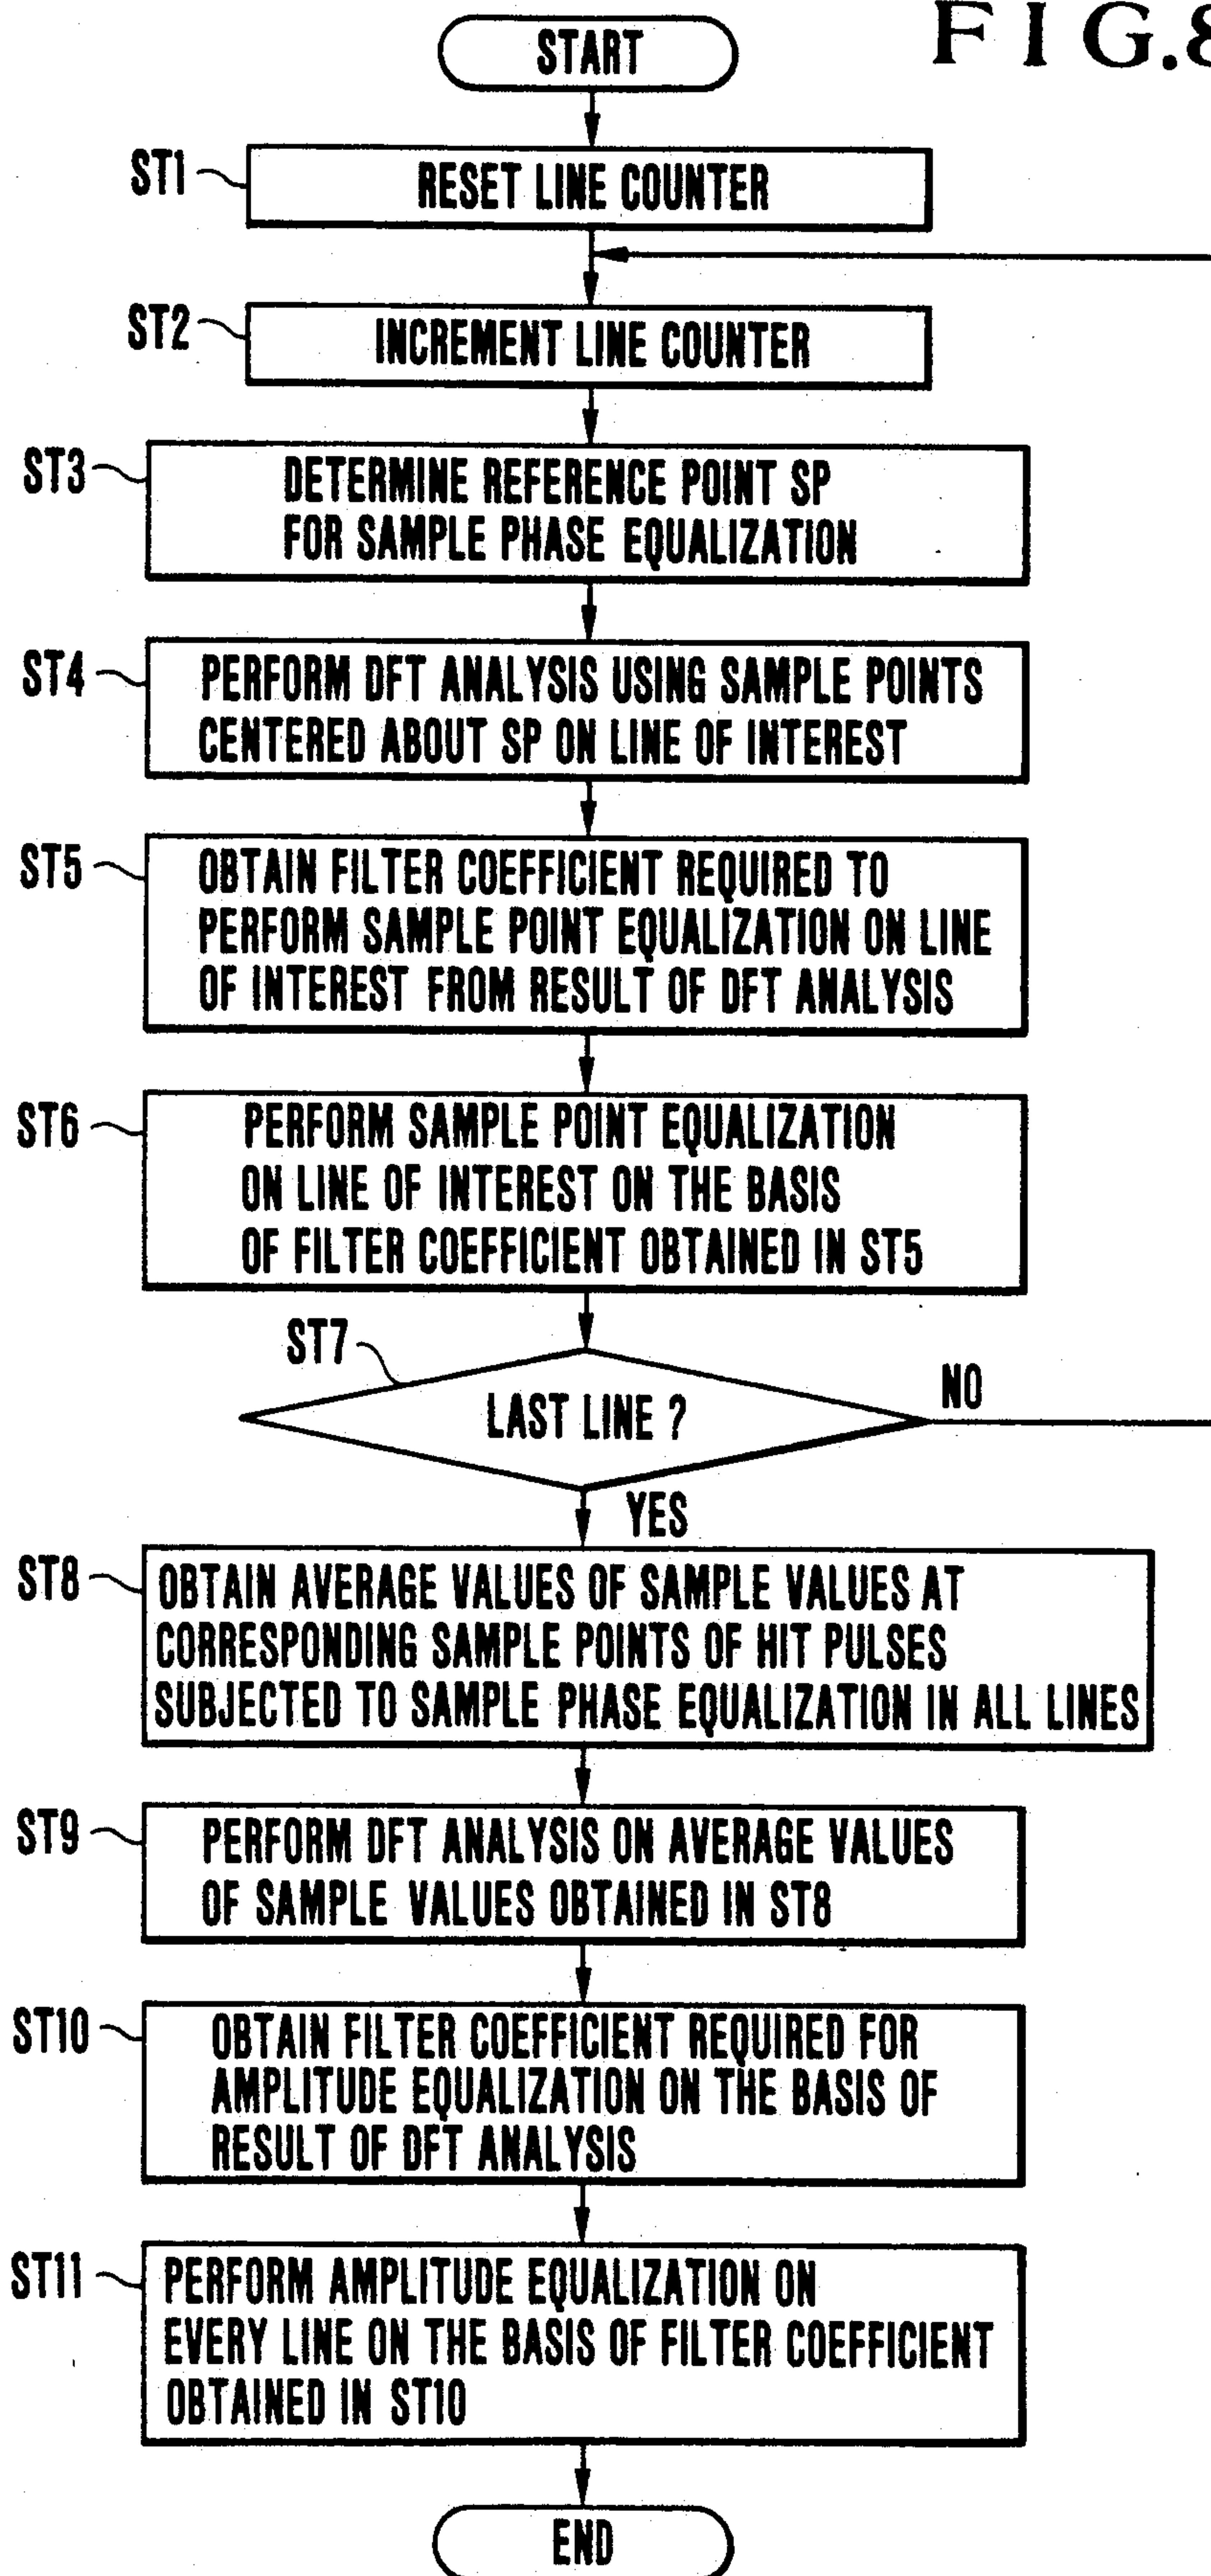 FIG.8
START
ST1
RESET LINE COUNTER
ST2
INCREMENT LINE COUNTER
ST3
DETERMINE REFERENCE POINT SP
FOR SAMPLE PHASE EQUALIZATION
ST4
PERFORM DFT ANALYSIS USING SAMPLE POINTS
CENTERED ABOUT SP ON LINE OF INTEREST
ST5
OBTAIN FILTER COEFFICIENT REQUIRED TO
PERFORM SAMPLE POINT EQUALIZATION ON LINE
OF INTEREST FROM RESULT OF DFT ANALYSIS
ST6
PERFORM SAMPLE POINT EQUALIZATION
ON LINE OF INTEREST ON THE BASIS
OF FILTER COEFFICIENT OBTAINED IN ST5
ST7
LAST LINE ?
NO
YES
ST8
OBTAIN AVERAGE VALUES OF SAMPLE VALUES AT
CORRESPONDING SAMPLE POINTS OF HIT PULSES
SUBJECTED TO SAMPLE PHASE EQUALIZATION IN ALL LINES
ST9
PERFORM DFT ANALYSIS ON AVERAGE VALUES
OF SAMPLE VALUES OBTAINED IN ST8
ST10
OBTAIN FILTER COEFFICIENT REQUIRED FOR
AMPLITUDE EQUALIZATION ON THE BASIS OF
RESULT OF DFT ANALYSIS
ST11
PERFORM AMPLITUDE EQUALIZATION ON
EVERY LINE ON THE BASIS OF FILTER COEFFICIENT
OBTAINED IN ST10
END